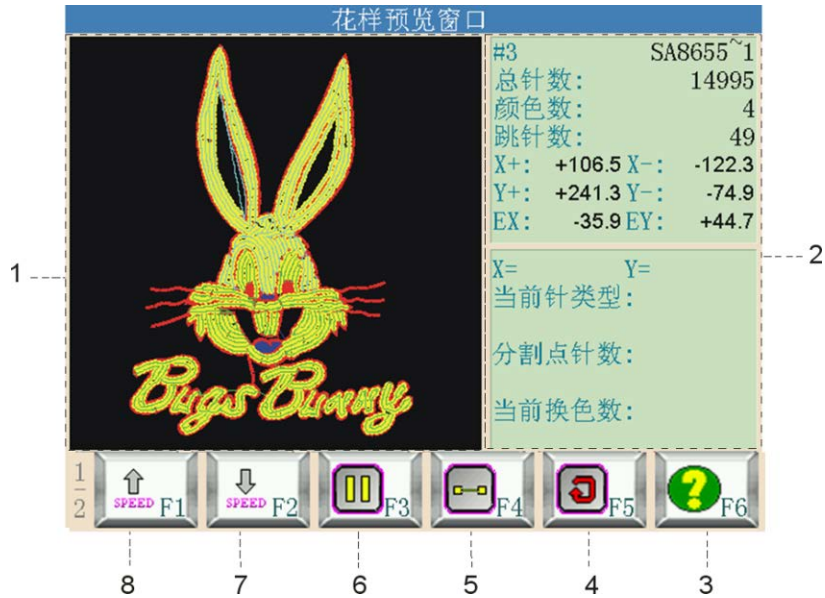 花样预览窗口
#3 SA8655~1
总针数: 14995
颜色数: 4
跳针数: 49
X+: +106.5 X-: -122.3
Y+: +241.3 Y-: -74.9
EX: -35.9 EY: +44.7
1
2
X= Y=
当前针类型:
分割点针数:
当前换色数:
Bugs Bunny
1
2
SPEED F1
SPEED F2
F3
F4
F5
? F6
8 7 6 5 4 3